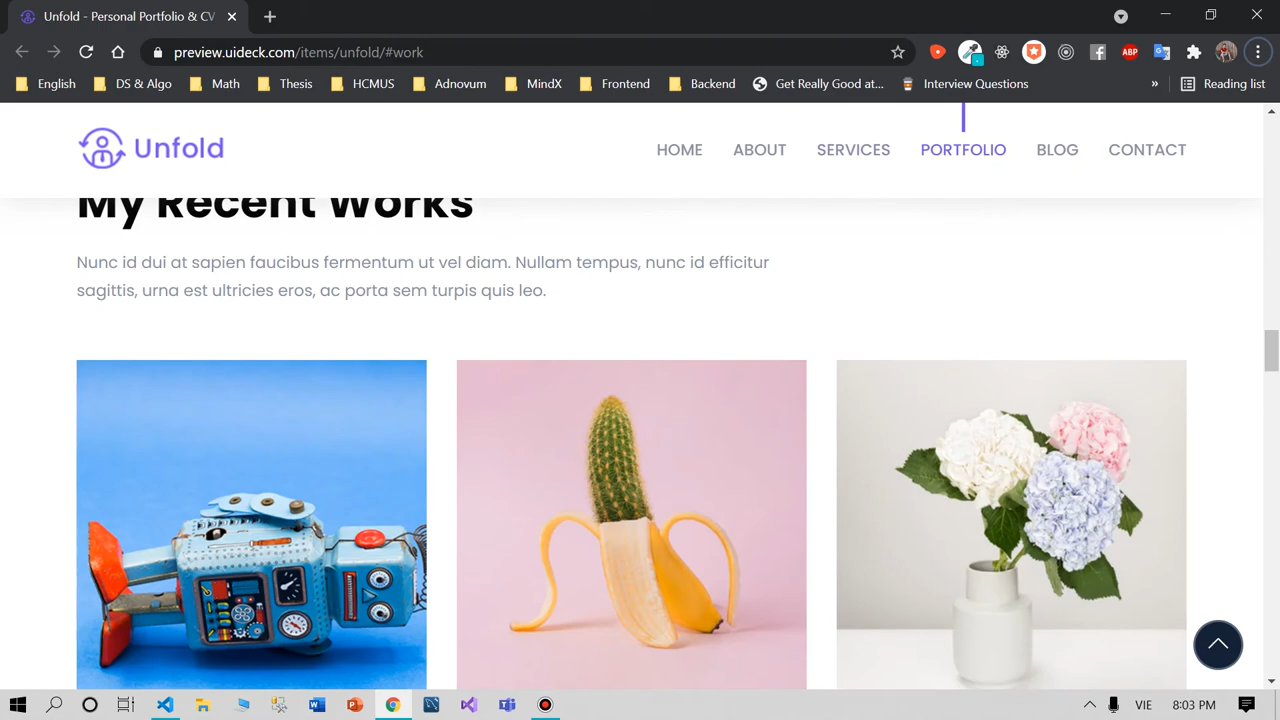 Unfold - Personal Portfolio & CV
preview.uideck.com/items/unfold/#work
ABP
English
DS & Algo
Math
Thesis
HCMUS
Adnovum
MindX
Frontend
Backend
Get Really Good at...
Interview Questions
»
Reading list
Unfold
HOME
ABOUT
SERVICES
PORTFOLIO
BLOG
CONTACT
My Recent Works
Nunc id dui at sapien faucibus fermentum ut vel diam. Nullam tempus, nunc id efficitur
sagittis, urna est ultricies eros, ac porta sem turpis quis leo.
VIE
8:03 PM